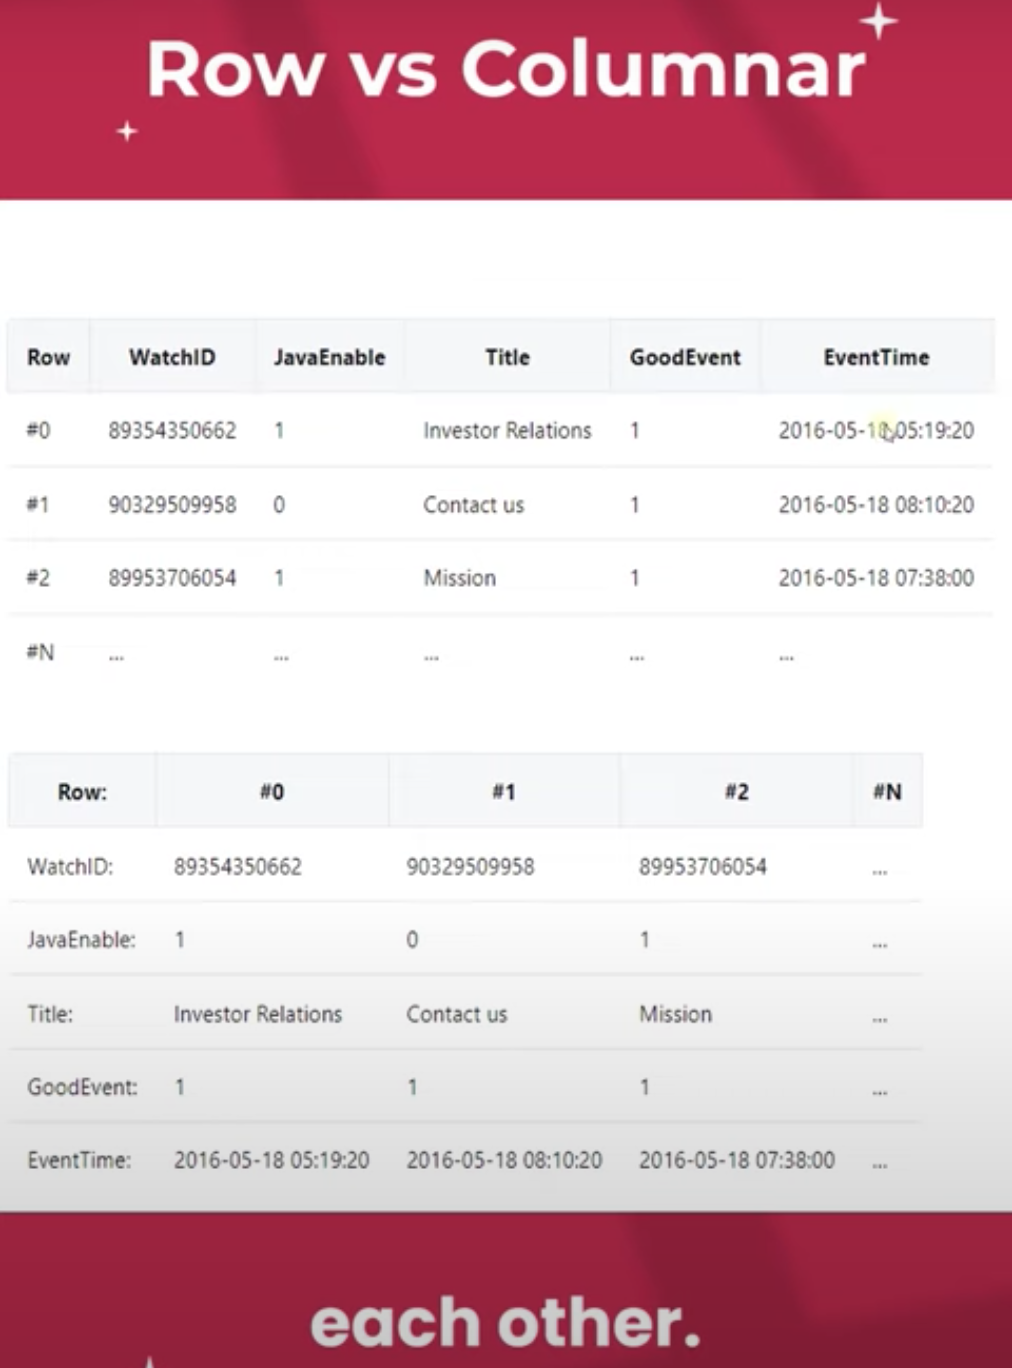 Row vs Columnar
Row WatchID JavaEnable Title GoodEvent EventTime
#0 89354350662 1 Investor Relations 1 2016-05-18 05:19:20
#1 90329509958 0 Contact us 1 2016-05-18 08:10:20
#2 89953706054 1 Mission 1 2016-05-18 07:38:00
#N ... ... ... ... ...
Row: #0 #1 #2 #N
WatchID: 89354350662 90329509958 89953706054 ...
JavaEnable: 1 0 1 ...
Title: Investor Relations Contact us Mission ...
GoodEvent: 1 1 1 ...
EventTime: 2016-05-18 05:19:20 2016-05-18 08:10:20 2016-05-18 07:38:00 ...
each other.